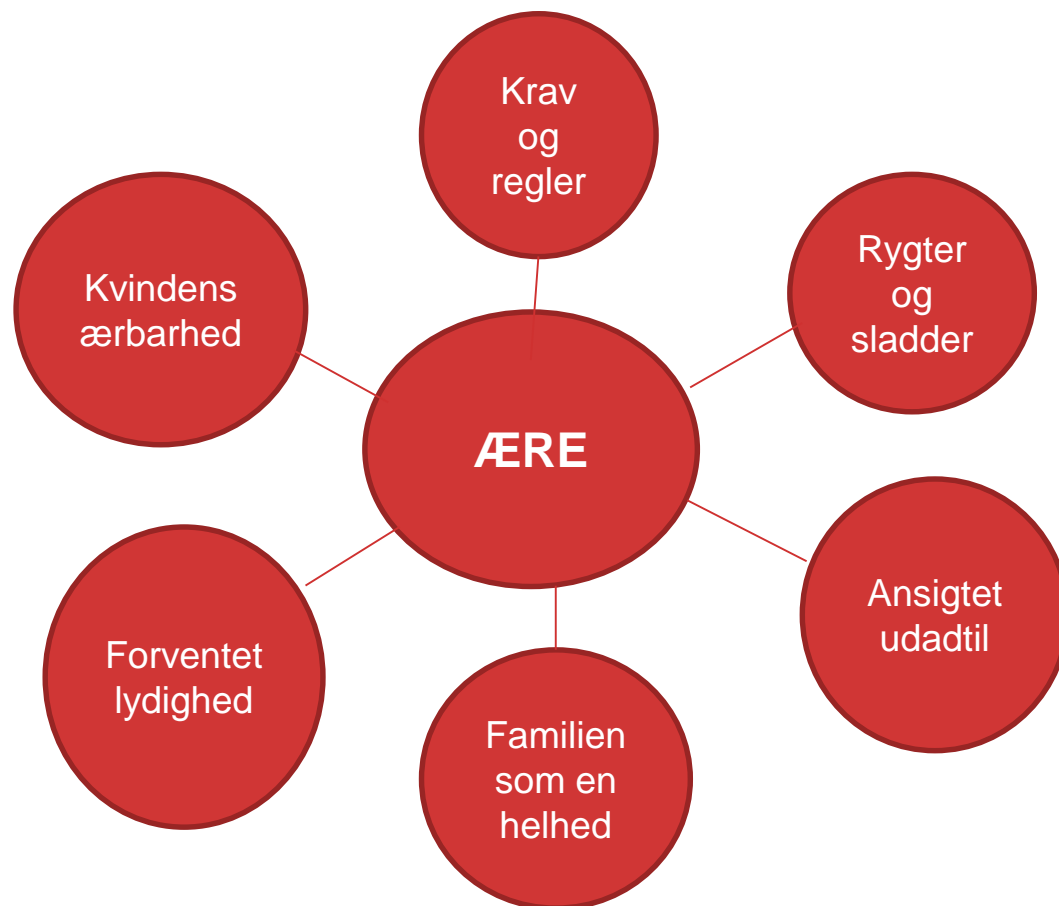 Krav
og
regler
Rygter
og
sladder
Kvindens
ærbarhed
ÆRE
Ansigtet
udadtil
Forventet
lydighed
Familien
som en
helhed